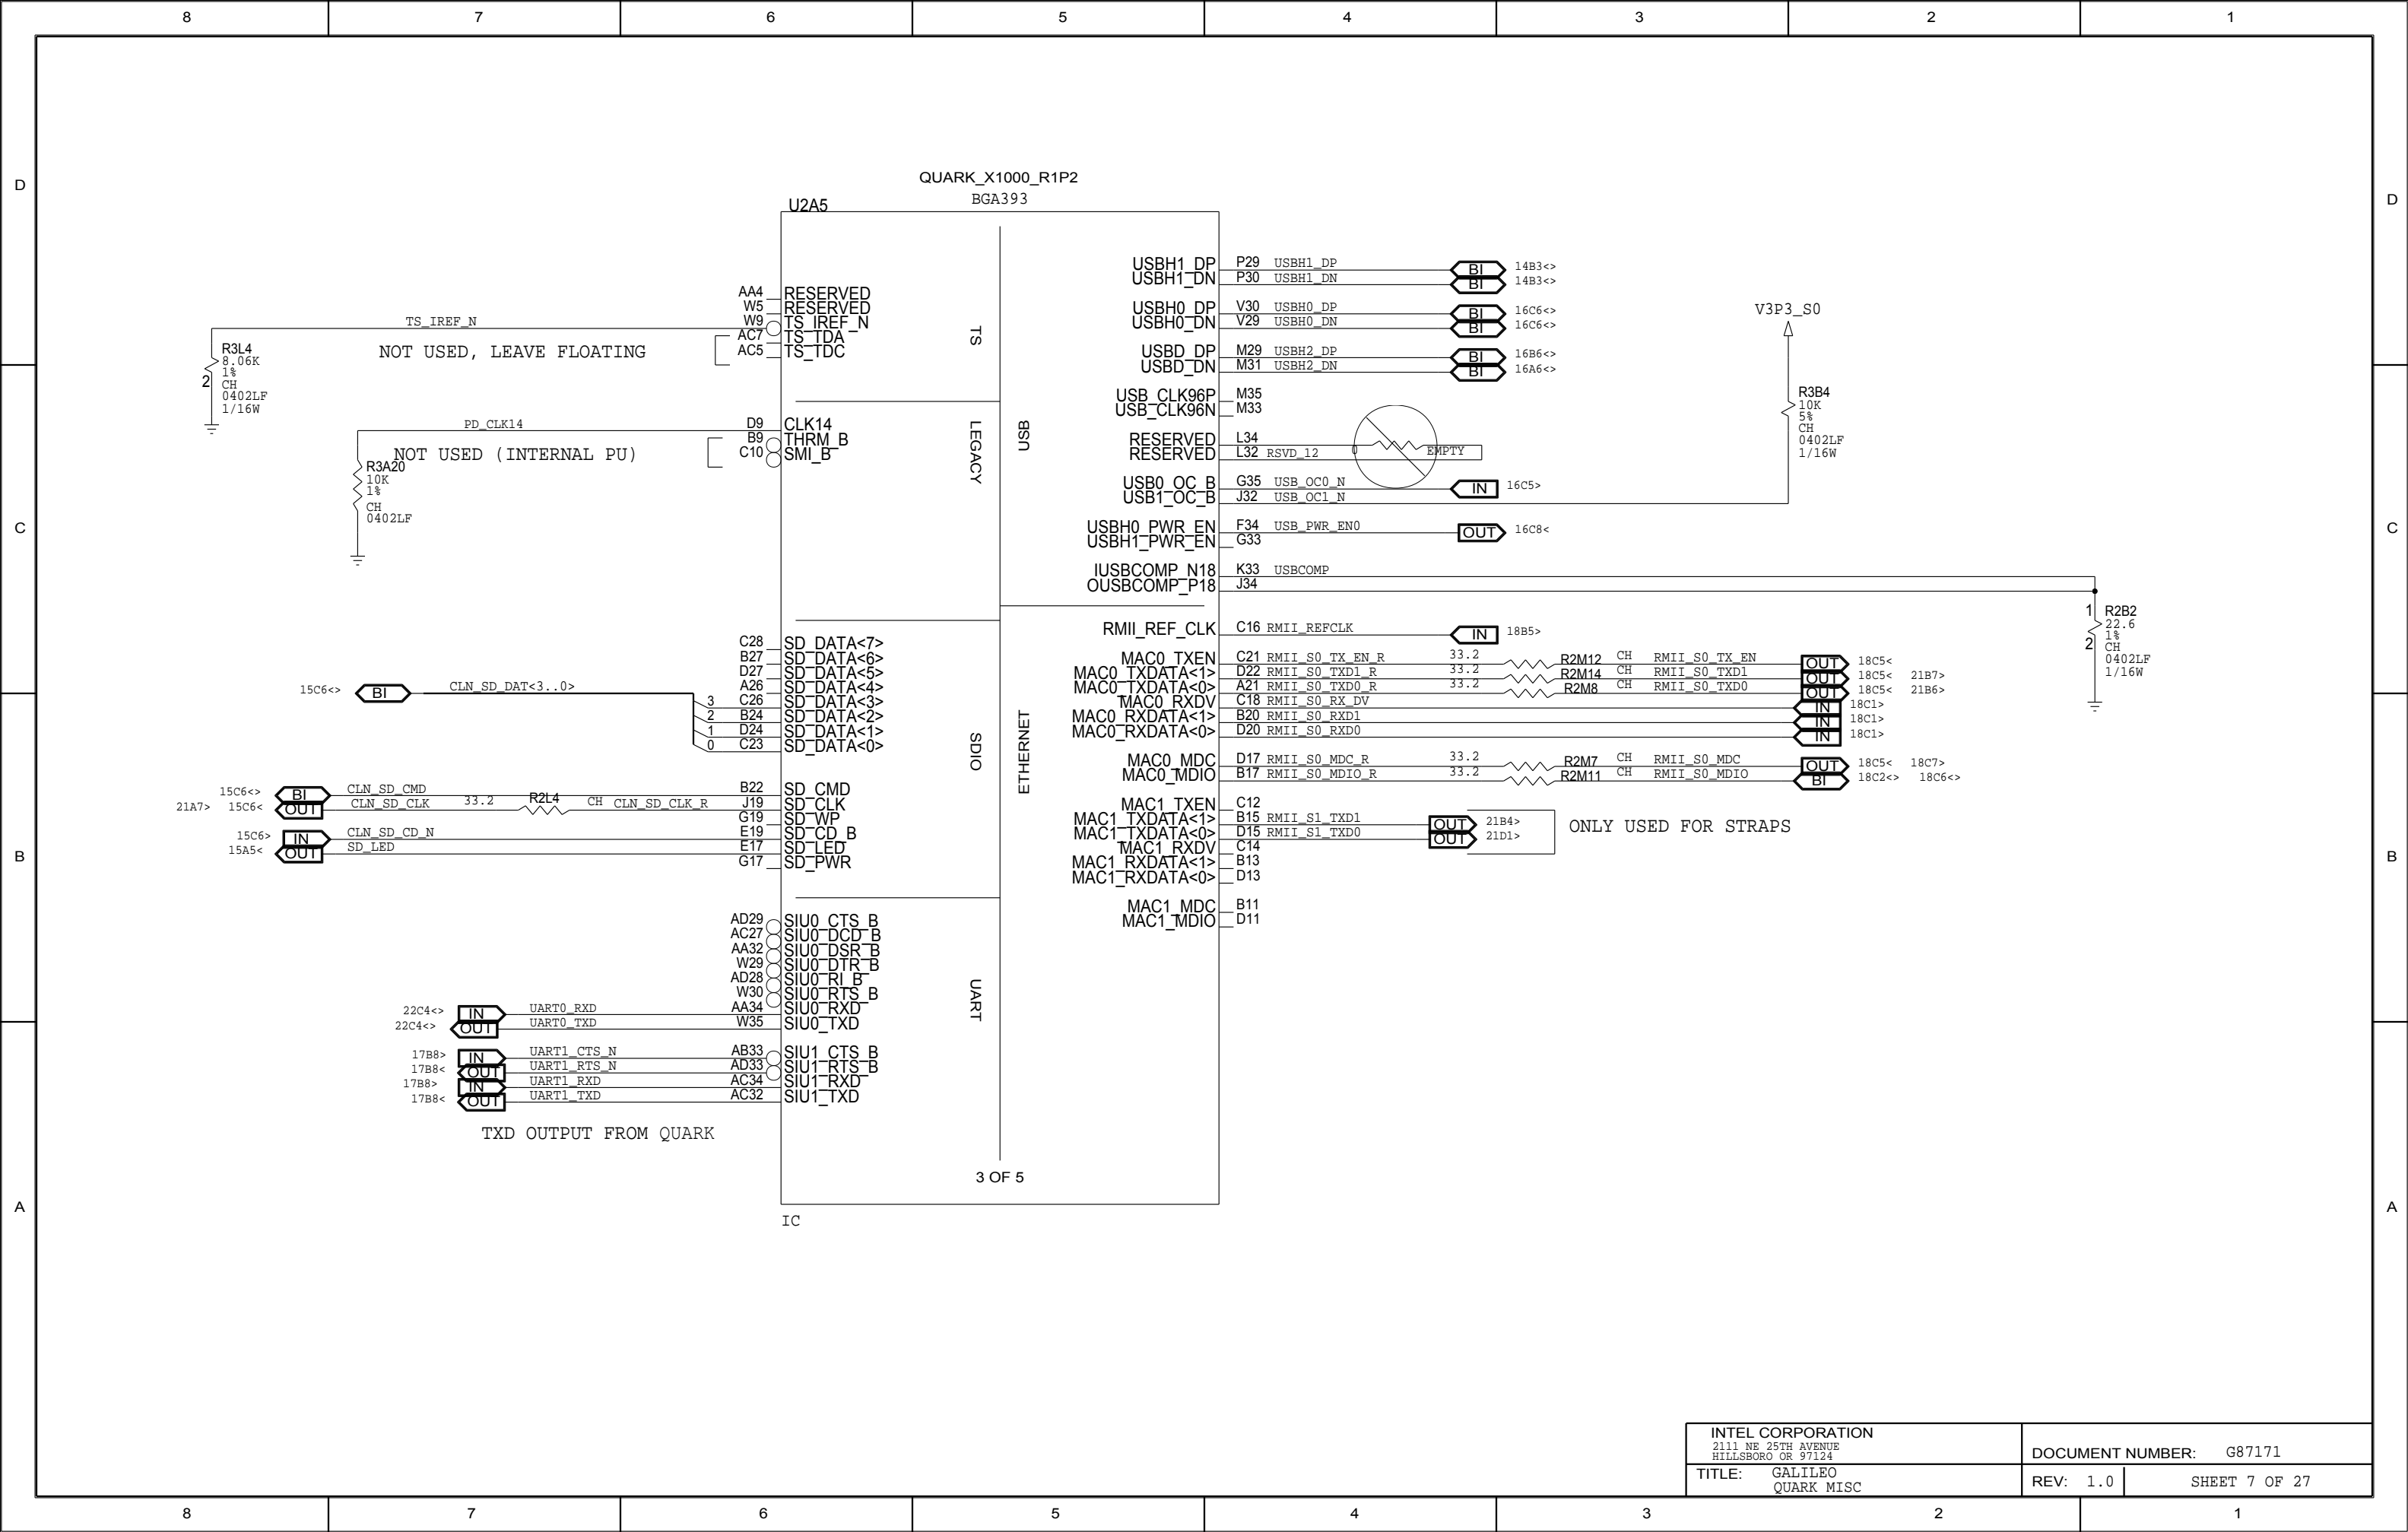 8 7 6 5 4 3 2 1
D
D
C
C
B
B
A
A
QUARK_X1000_R1P2
BGA393
U2A5
AA4 RESERVED
W5 RESERVED
TS_IREF_N W9 TS_IREF_N
AC7 TS_TDA
AC5 TS_TDC
NOT USED, LEAVE FLOATING
R3L4
8.06K
1%
CH
2
0402LF
1/16W
TS
PD_CLK14 D9 CLK14
B9 THRM_B
C10 SMI_B
NOT USED (INTERNAL PU)
R3A20
10K
1%
CH
0402LF
LEGACY
C28 SD_DATA<7>
B27 SD_DATA<6>
D27 SD_DATA<5>
A26 SD_DATA<4>
3 C26 SD_DATA<3>
2 B24 SD_DATA<2>
1 D24 SD_DATA<1>
0 C23 SD_DATA<0>
15C6<> BI CLN_SD_DAT<3..0>
SDIO
15C6<> BI CLN_SD_CMD B22 SD_CMD
21A7> 15C6< OUT CLN_SD_CLK 33.2 R2L4 CH CLN_SD_CLK_R J19 SD_CLK
G19 SD_WP
15C6> IN CLN_SD_CD_N E19 SD_CD_B
15A5< OUT SD_LED E17 SD_LED
G17 SD_PWR
AD29 SIU0_CTS_B
AC27 SIU0_DCD_B
AA32 SIU0_DSR_B
W29 SIU0_DTR_B
AD28 SIU0_RI_B
W30 SIU0_RTS_B
22C4<> IN UART0_RXD AA34 SIU0_RXD
22C4<> OUT UART0_TXD W35 SIU0_TXD
UART
17B8> IN UART1_CTS_N AB33 SIU1_CTS_B
17B8< OUT UART1_RTS_N AD33 SIU1_RTS_B
17B8> IN UART1_RXD AC34 SIU1_RXD
17B8< OUT UART1_TXD AC32 SIU1_TXD
TXD OUTPUT FROM QUARK
3 OF 5
IC
USB
USBH1_DP P29 USBH1_DP BI 14B3<>
USBH1_DN P30 USBH1_DN BI 14B3<>
USBH0_DP V30 USBH0_DP BI 16C6<>
USBH0_DN V29 USBH0_DN BI 16C6<>
USBD_DP M29 USBH2_DP BI 16B6<>
USBD_DN M31 USBH2_DN BI 16A6<>
USB_CLK96P M35
USB_CLK96N M33
RESERVED L34
RESERVED L32 RSVD_12 0 EMPTY
USB0_OC_B G35 USB_OC0_N IN 16C5>
USB1_OC_B J32 USB_OC1_N
USBH0_PWR_EN F34 USB_PWR_EN0 OUT 16C8<
USBH1_PWR_EN G33
IUSBCOMP_N18 K33 USBCOMP
OUSBCOMP_P18 J34
V3P3_S0
R3B4
10K
5%
CH
0402LF
1/16W
1 R2B2
22.6
1%
2 CH
0402LF
1/16W
ETHERNET
RMII_REF_CLK C16 RMII_REFCLK IN 18B5>
MAC0_TXEN C21 RMII_S0_TX_EN_R 33.2 R2M12 CH RMII_S0_TX_EN OUT 18C5<
MAC0_TXDATA<1> D22 RMII_S0_TXD1_R 33.2 R2M14 CH RMII_S0_TXD1 OUT 18C5< 21B7>
MAC0_TXDATA<0> A21 RMII_S0_TXD0_R 33.2 R2M8 CH RMII_S0_TXD0 OUT 18C5< 21B6>
MAC0_RXDV C18 RMII_S0_RX_DV IN 18C1>
MAC0_RXDATA<1> B20 RMII_S0_RXD1 IN 18C1>
MAC0_RXDATA<0> D20 RMII_S0_RXD0 IN 18C1>
MAC0_MDC D17 RMII_S0_MDC_R 33.2 R2M7 CH RMII_S0_MDC OUT 18C5< 18C7>
MAC0_MDIO B17 RMII_S0_MDIO_R 33.2 R2M11 CH RMII_S0_MDIO BI 18C2<> 18C6<>
MAC1_TXEN C12
MAC1_TXDATA<1> B15 RMII_S1_TXD1 OUT 21B4>
MAC1_TXDATA<0> D15 RMII_S1_TXD0 OUT 21D1>
MAC1_RXDV C14
MAC1_RXDATA<1> B13
MAC1_RXDATA<0> D13
ONLY USED FOR STRAPS
MAC1_MDC B11
MAC1_MDIO D11
INTEL CORPORATION
2111 NE 25TH AVENUE
HILLSBORO OR 97124
DOCUMENT NUMBER: G87171
TITLE: GALILEO
QUARK MISC
REV: 1.0
SHEET 7 OF 27
8 7 6 5 4 3 2 1